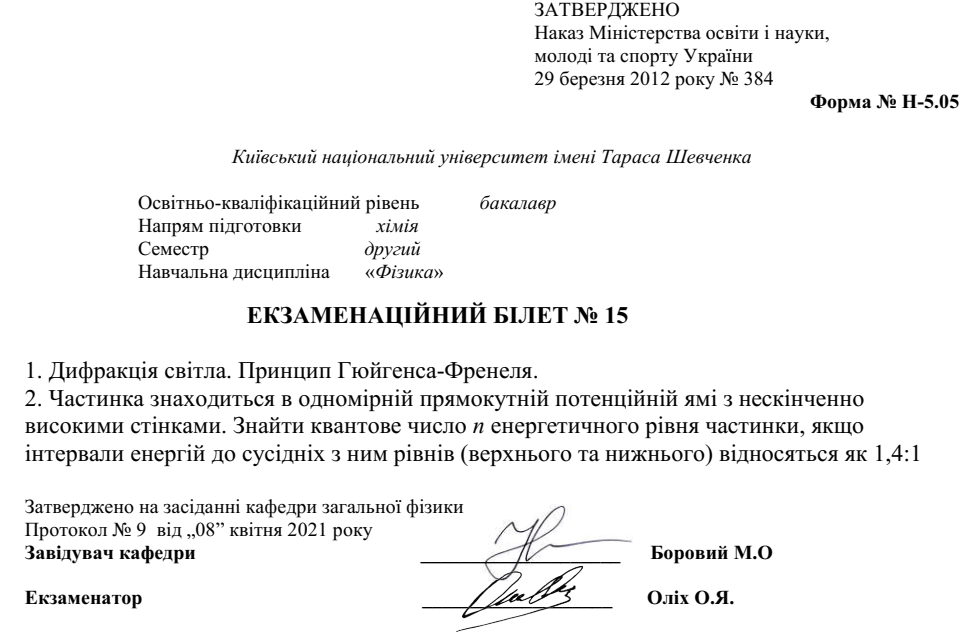 ЗАТВЕРДЖЕНО
Наказ Міністерства освіти і науки,
молоді та спорту України
29 березня 2012 року № 384
Форма № Н-5.05
Київський національний університет імені Тараса Шевченка
Освітньо-кваліфікаційний рівень бакалавр
Напрям підготовки хімія
Семестр другий
Навчальна дисципліна «Фізика»
ЕКЗАМЕНАЦІЙНИЙ БІЛЕТ № 15
1. Дифракція світла. Принцип Гюйгенса-Френеля.
2. Частинка знаходиться в одномірній прямокутній потенційній ямі з нескінченно
високими стінками. Знайти квантове число n енергетичного рівня частинки, якщо
інтервали енергій до сусідніх з ним рівнів (верхнього та нижнього) відносяться як 1,4:1
Затверджено на засіданні кафедри загальної фізики
Протокол № 9 від „08” квітня 2021 року
Завідувач кафедри Боровий М.О
Екзаменатор Оліх О.Я.